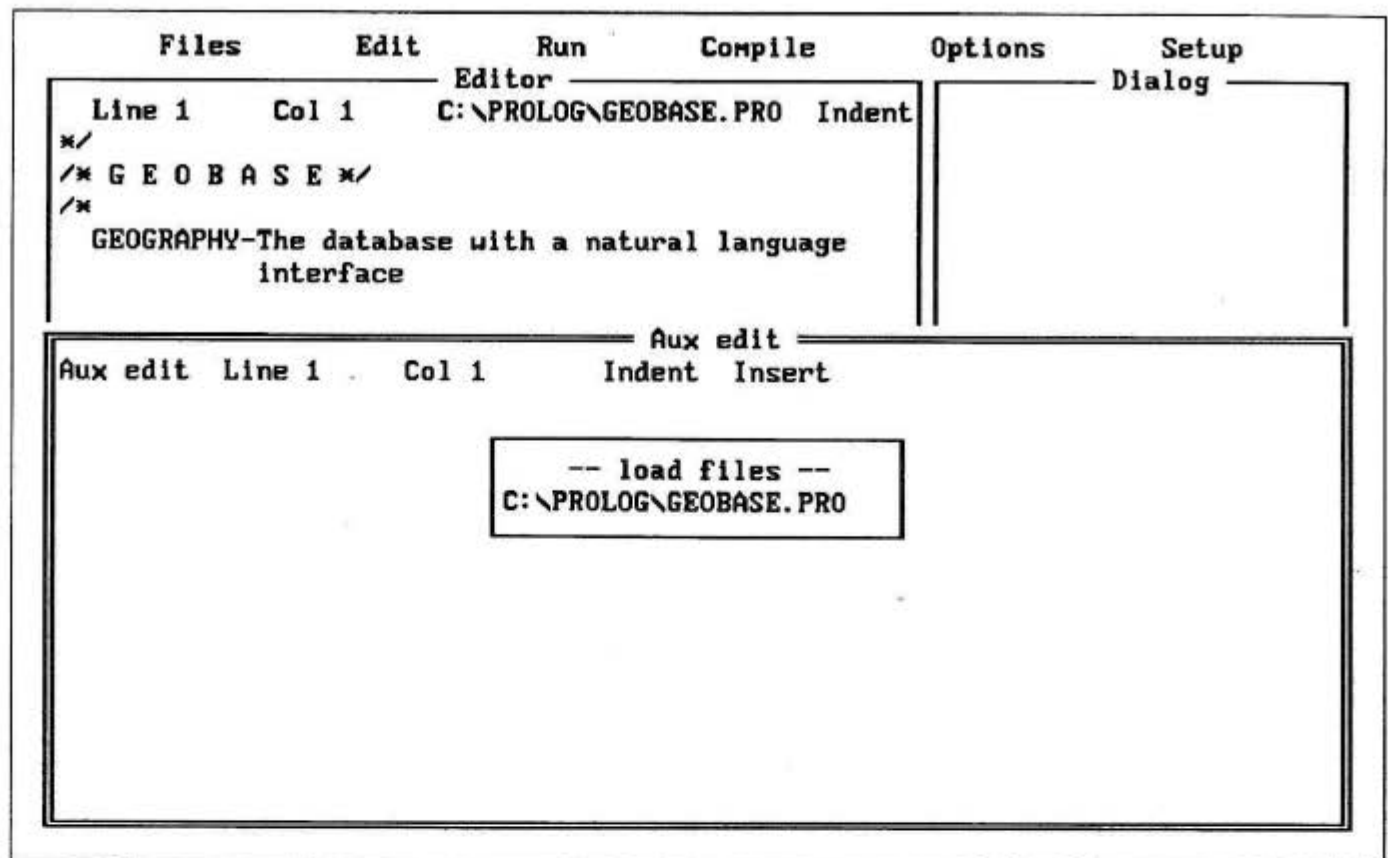 Files Edit Run Compile Options Setup
Editor
Dialog
Line 1 Col 1 C:\PROLOG\GEOBASE.PRO Indent
*/
/* G E O B A S E */
/*
GEOGRAPHY-The database with a natural language
interface
Aux edit
Aux edit Line 1 Col 1 Indent Insert
-- load files --
C:\PROLOG\GEOBASE.PRO